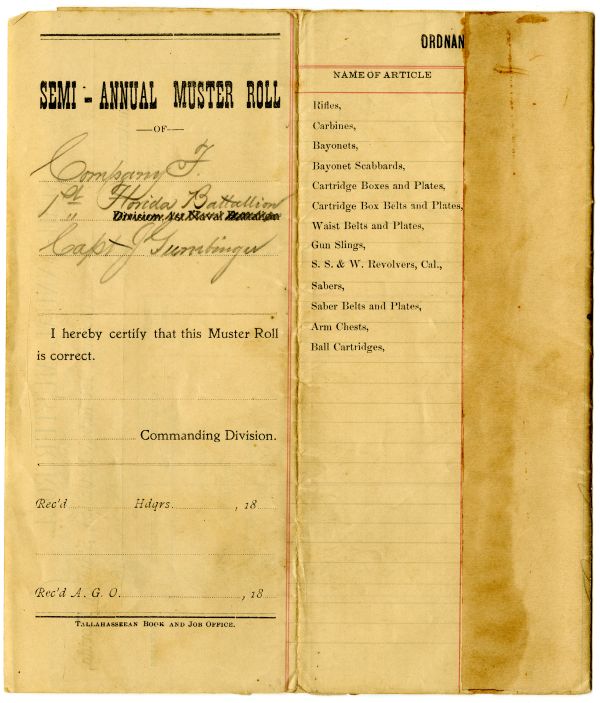 SEMI - ANNUAL MUSTER ROLL
—OF—
Company F.
1st Florida Battallion
" Division 1st Naval Battalion
Capt J Gumbinger
I hereby certify that this Muster Roll
is correct.
Commanding Division.
Rec'd Hdqrs. , 18
Rec'd A. G. O. , 18
TALLAHASSEEAN BOOK AND JOB OFFICE.
ORDNAN
NAME OF ARTICLE
Rifles,
Carbines,
Bayonets,
Bayonet Scabbards,
Cartridge Boxes and Plates,
Cartridge Box Belts and Plates,
Waist Belts and Plates,
Gun Slings,
S. S. & W. Revolvers, Cal.,
Sabers,
Saber Belts and Plates,
Arm Chests,
Ball Cartridges,